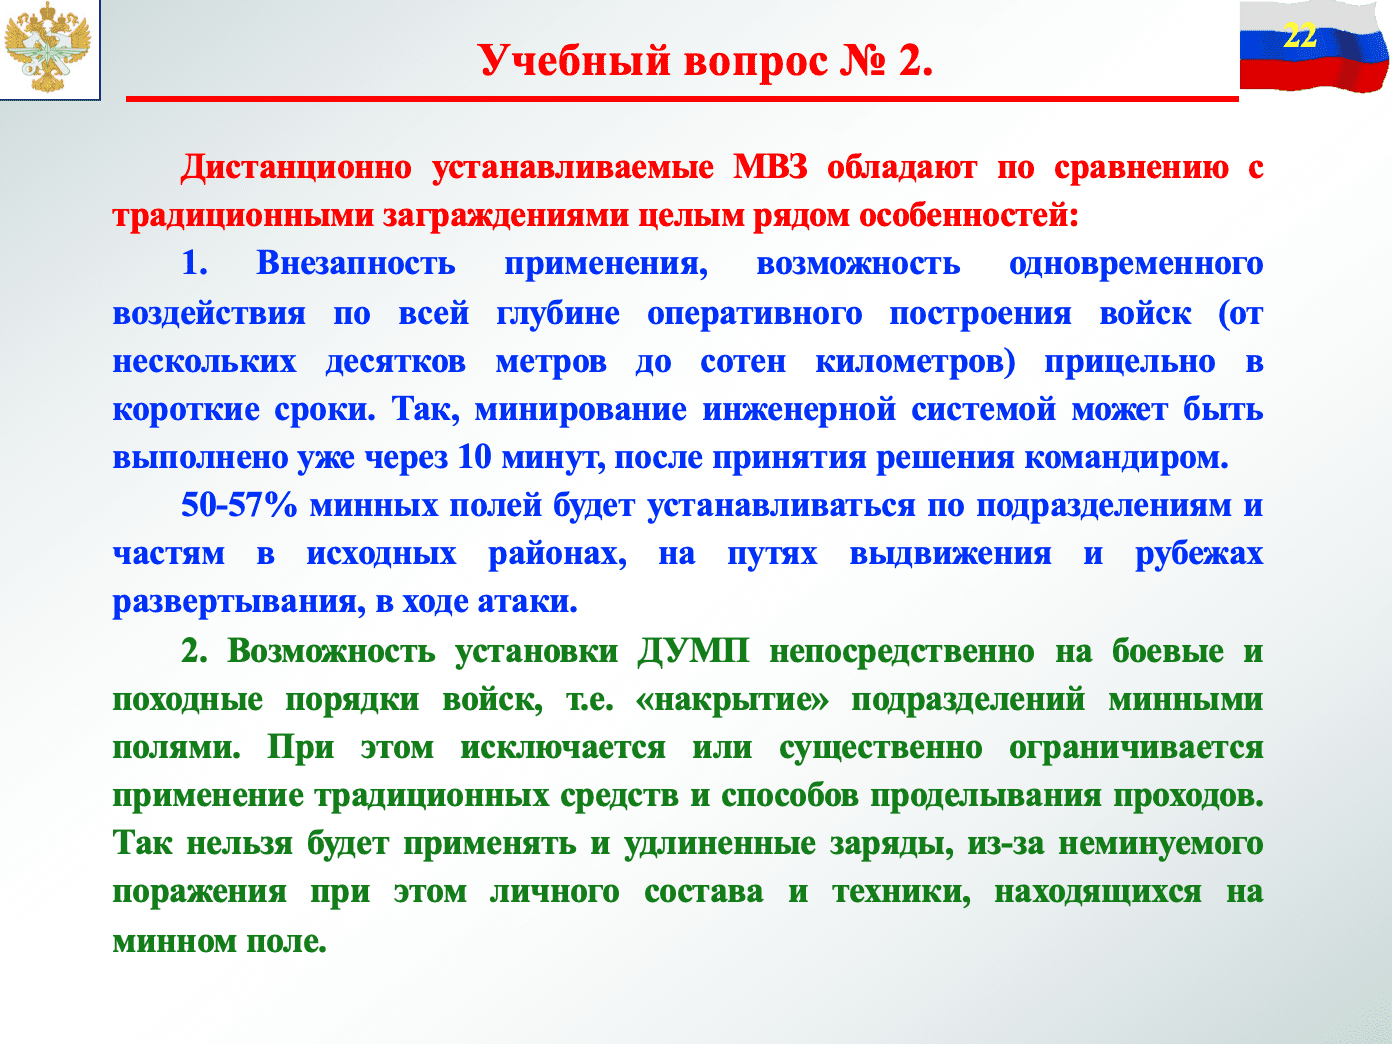 22
Учебный вопрос № 2.
Дистанционно устанавливаемые МВЗ обладают по сравнению с
традиционными заграждениями целым рядом особенностей:
1. Внезапность применения, возможность одновременного
воздействия по всей глубине оперативного построения войск (от
нескольких десятков метров до сотен километров) прицельно в
короткие сроки. Так, минирование инженерной системой может быть
выполнено уже через 10 минут, после принятия решения командиром.
50-57% минных полей будет устанавливаться по подразделениям и
частям в исходных районах, на путях выдвижения и рубежах
развертывания, в ходе атаки.
2. Возможность установки ДУМП непосредственно на боевые и
походные порядки войск, т.е. «накрытие» подразделений минными
полями. При этом исключается или существенно ограничивается
применение традиционных средств и способов проделывания проходов.
Так нельзя будет применять и удлиненные заряды, из-за неминуемого
поражения при этом личного состава и техники, находящихся на
минном поле.